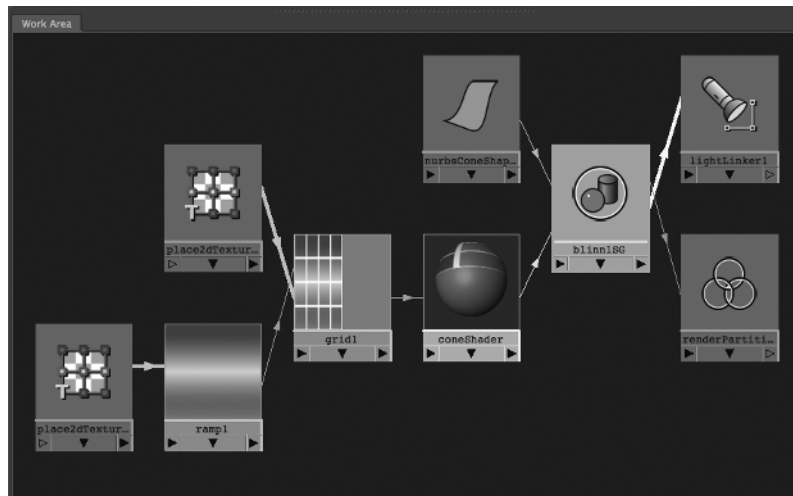 Work Area
nurbsConeShap...
lightLinker1
place2dTextur...
blinn1SG
grid1
coneShader
renderPartiti...
place2dTextur...
ramp1